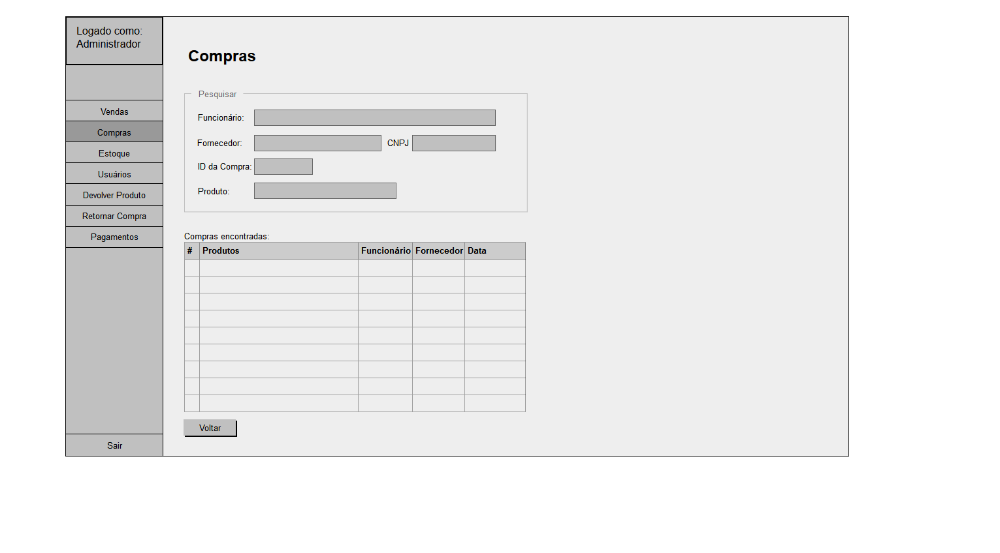 Logado como:
Administrador
Vendas
Compras
Estoque
Usuários
Devolver Produto
Retornar Compra
Pagamentos
Sair
Compras
Pesquisar
Funcionário:
Fornecedor: CNPJ
ID da Compra:
Produto:
Compras encontradas:
# Produtos Funcionário Fornecedor Data
Voltar